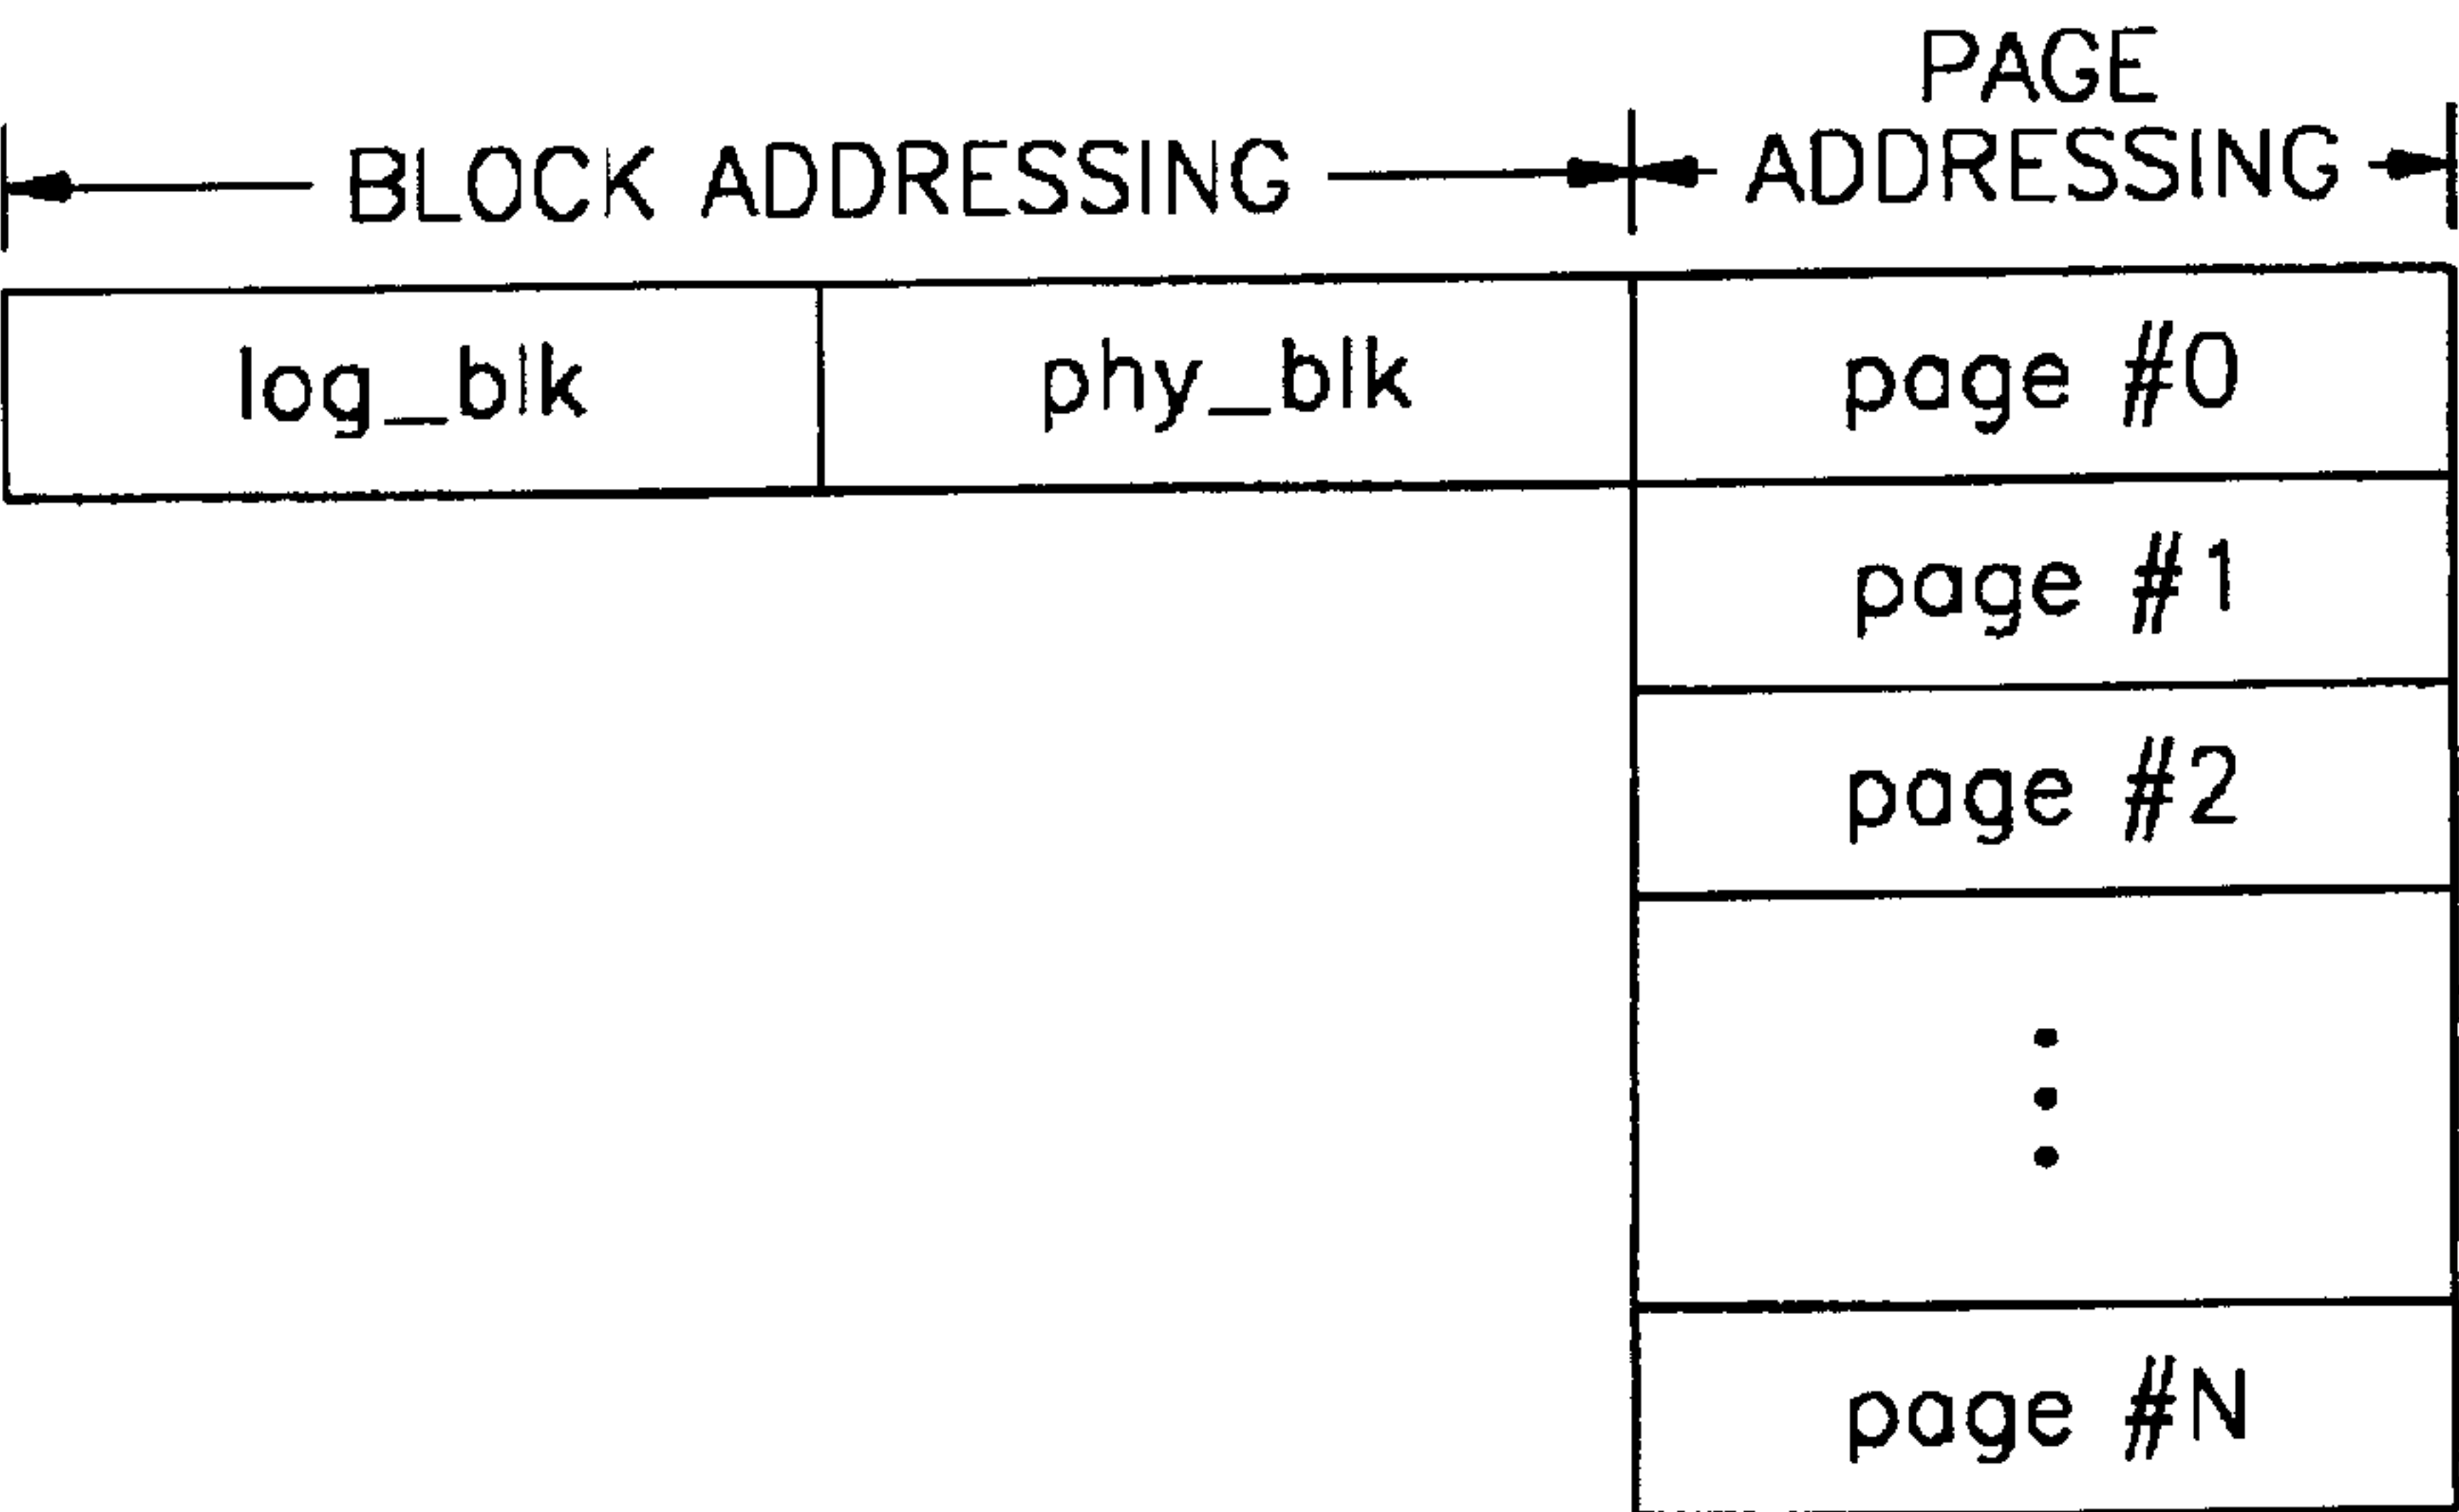 PAGE
BLOCK ADDRESSING ADDRESSING
log_blk phy_blk page #0
page #1
page #2
page #N